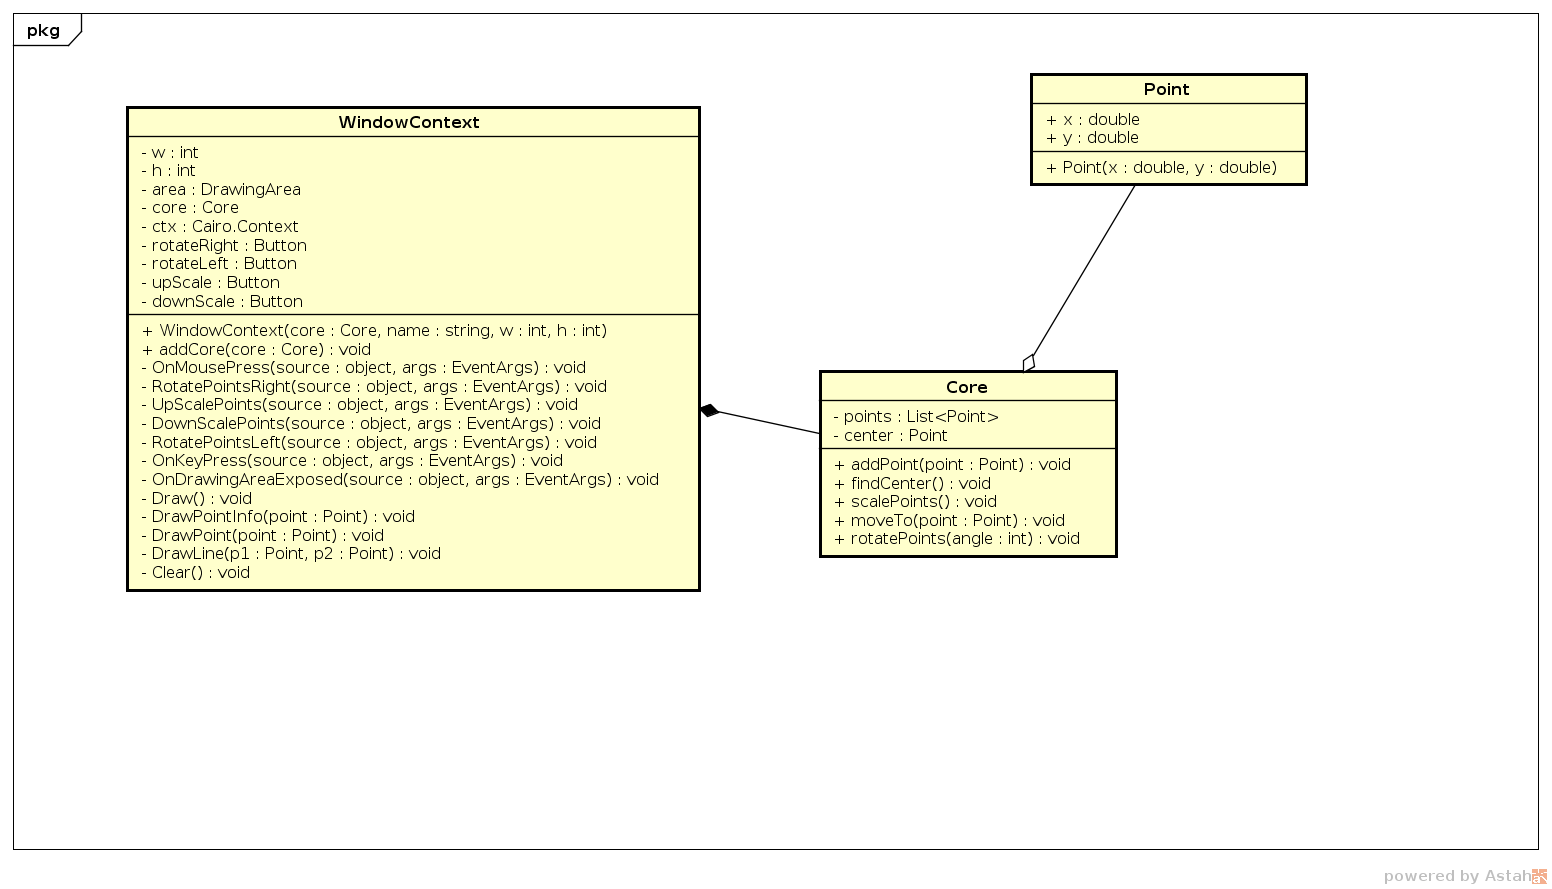 pkg
WindowContext
- w : int
- h : int
- area : DrawingArea
- core : Core
- ctx : Cairo.Context
- rotateRight : Button
- rotateLeft : Button
- upScale : Button
- downScale : Button
+ WindowContext(core : Core, name : string, w : int, h : int)
+ addCore(core : Core) : void
- OnMousePress(source : object, args : EventArgs) : void
- RotatePointsRight(source : object, args : EventArgs) : void
- UpScalePoints(source : object, args : EventArgs) : void
- DownScalePoints(source : object, args : EventArgs) : void
- RotatePointsLeft(source : object, args : EventArgs) : void
- OnKeyPress(source : object, args : EventArgs) : void
- OnDrawingAreaExposed(source : object, args : EventArgs) : void
- Draw() : void
- DrawPointInfo(point : Point) : void
- DrawPoint(point : Point) : void
- DrawLine(p1 : Point, p2 : Point) : void
- Clear() : void
Point
+ x : double
+ y : double
+ Point(x : double, y : double)
Core
- points : List<Point>
- center : Point
+ addPoint(point : Point) : void
+ findCenter() : void
+ scalePoints() : void
+ moveTo(point : Point) : void
+ rotatePoints(angle : int) : void
powered by Astah